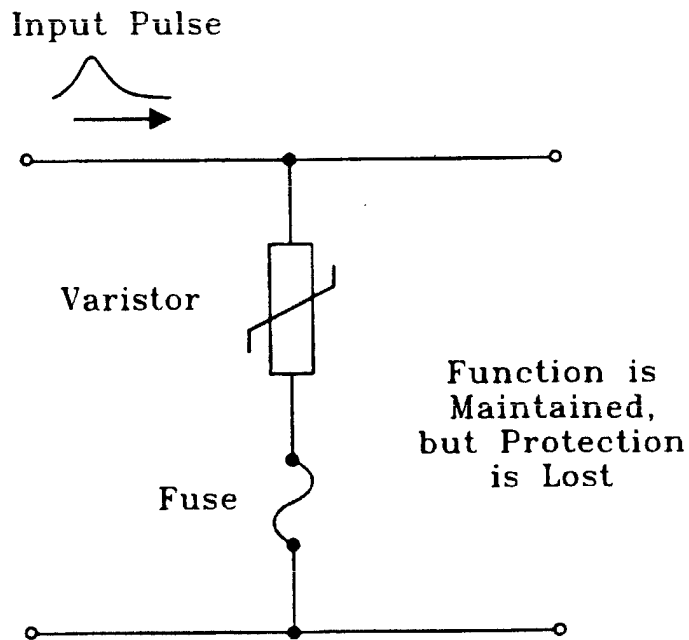 Input Pulse
Varistor
Function is
Maintained,
but Protection
is Lost
Fuse